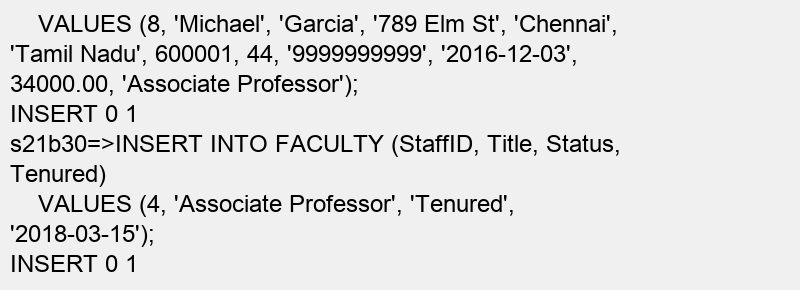 VALUES (8, 'Michael', 'Garcia', '789 Elm St', 'Chennai',
'Tamil Nadu', 600001, 44, '9999999999', '2016-12-03',
34000.00, 'Associate Professor');
INSERT 0 1
s21b30=>INSERT INTO FACULTY (StaffID, Title, Status,
Tenured)
VALUES (4, 'Associate Professor', 'Tenured',
'2018-03-15');
INSERT 0 1